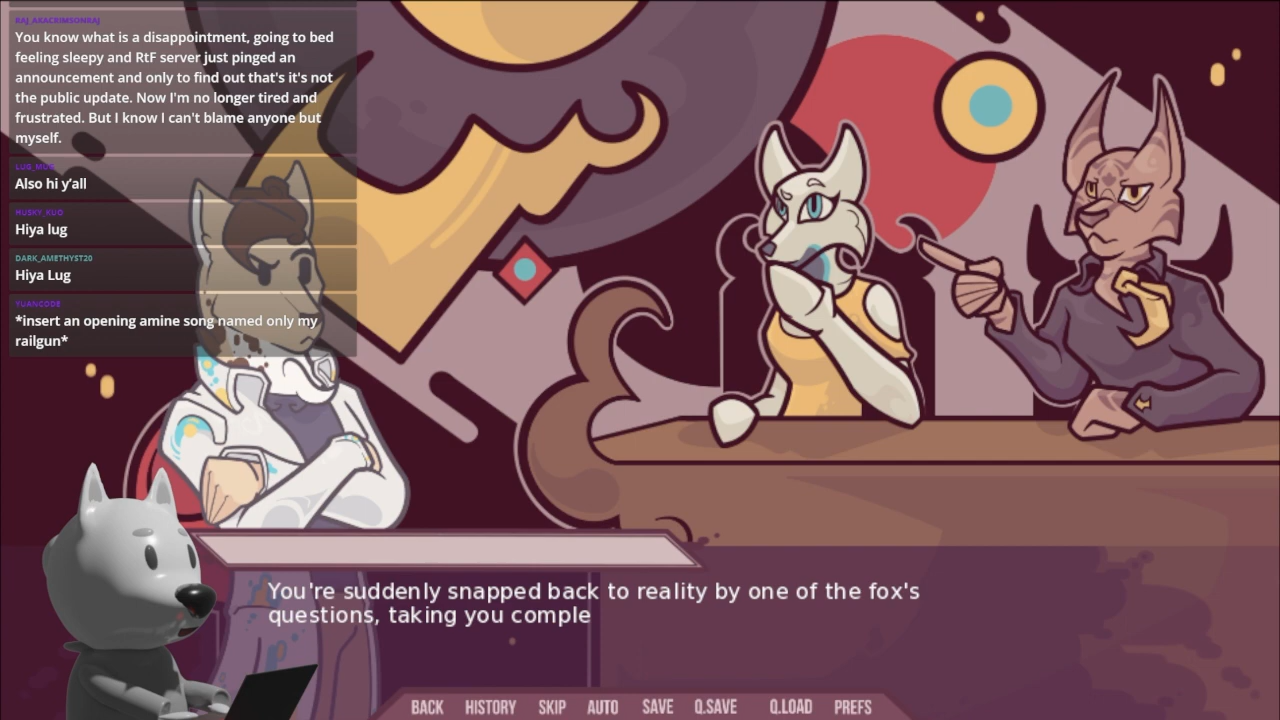 RAJ_AKACRIMSONRAJ
You know what is a disappointment, going to bed
feeling sleepy and RtF server just pinged an
announcement and only to find out that's it's not
the public update. Now I'm no longer tired and
frustrated. But I know I can't blame anyone but
myself.
LUG_MUG
Also hi y'all
HUSKY_KUO
Hiya lug
DARK_AMETHYST20
Hiya Lug
YUANCODE
*insert an opening amine song named only my
railgun*
You're suddenly snapped back to reality by one of the fox's
questions, taking you comple
BACK HISTORY SKIP AUTO SAVE Q.SAVE Q.LOAD PREFS